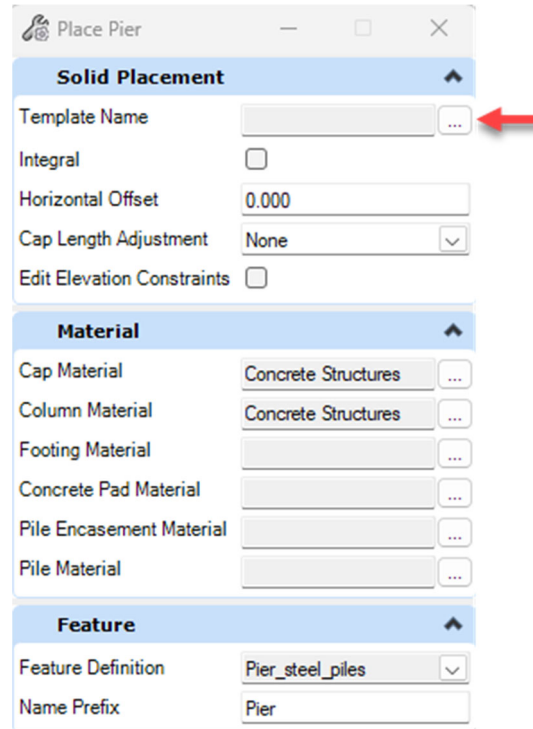 Place Pier
Solid Placement
Template Name ...
Integral
Horizontal Offset 0.000
Cap Length Adjustment None
Edit Elevation Constraints
Material
Cap Material Concrete Structures ...
Column Material Concrete Structures ...
Footing Material ...
Concrete Pad Material ...
Pile Encasement Material ...
Pile Material ...
Feature
Feature Definition Pier_steel_piles
Name Prefix Pier